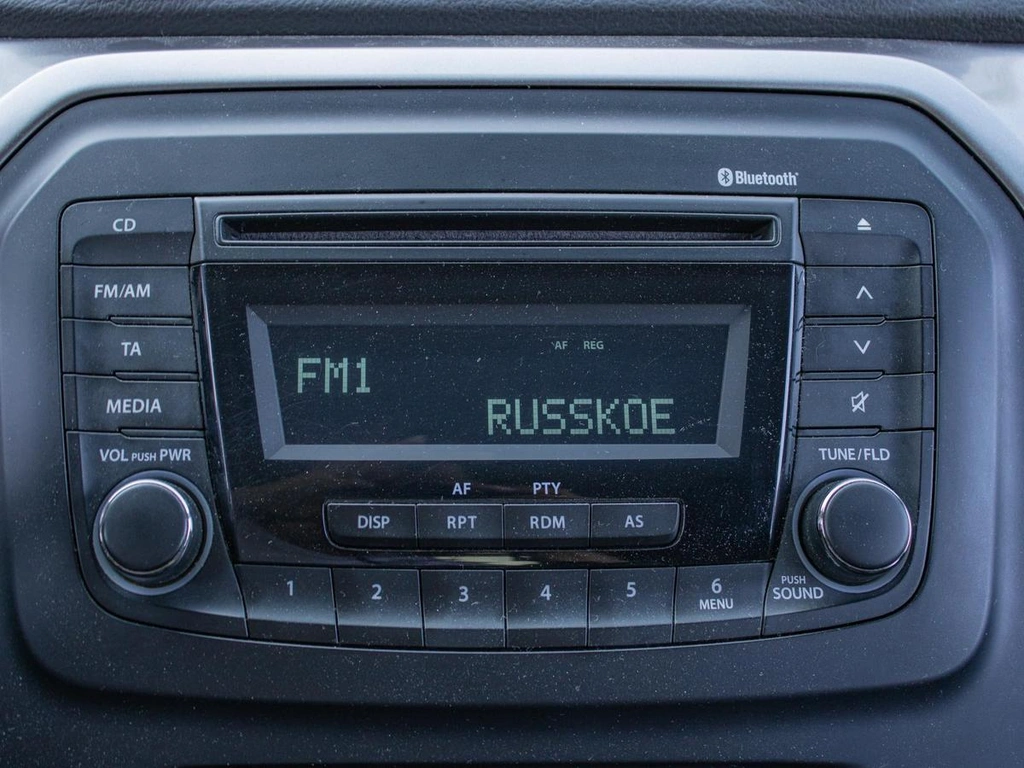 Bluetooth
CD
FM/AM
TA
MEDIA
AF REG
FM1
RUSSKOE
VOL PUSH PWR
TUNE/FLD
AF PTY
DISP RPT RDM AS
1 2 3 4 5 6
MENU
PUSH
SOUND